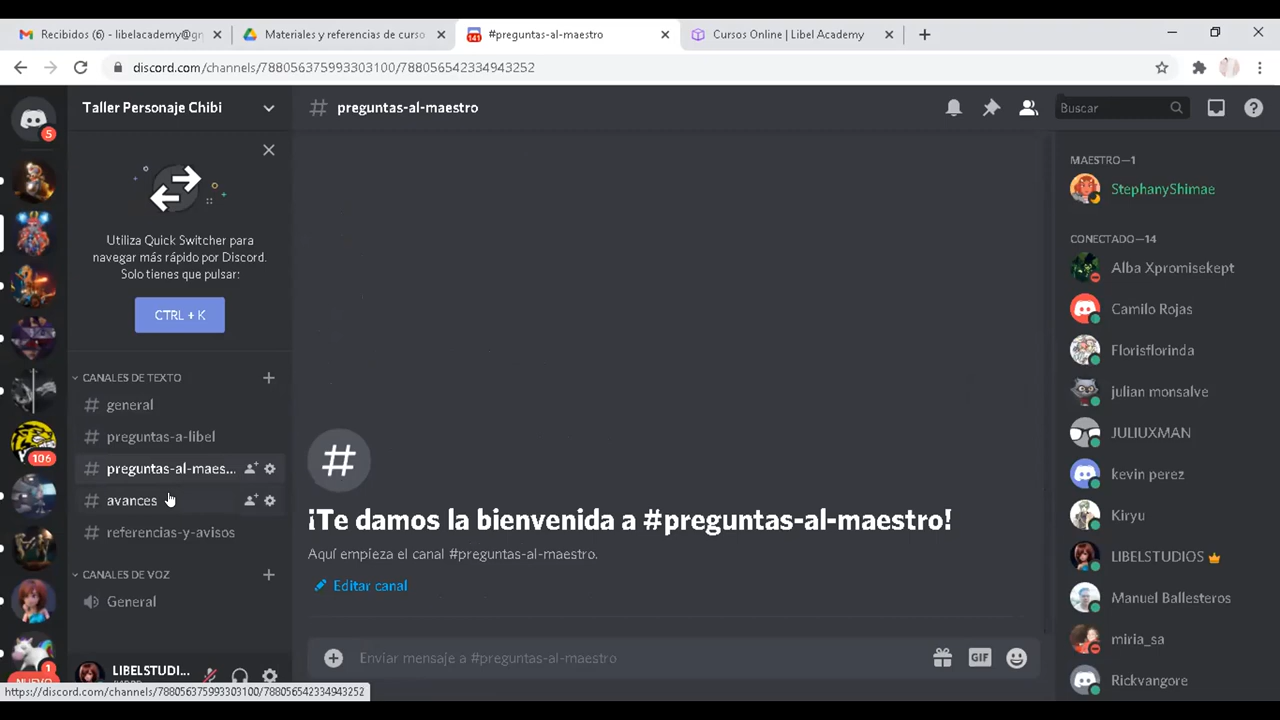 Recibidos (6) - libelacademy@gr
Materiales y referencias de curso
#preguntas-al-maestro
Cursos Online | Libel Academy
discord.com/channels/788056375993303100/788056542334943252
5
Taller Personaje Chibi
preguntas-al-maestro
Buscar
Utiliza Quick Switcher para
navegar más rápido por Discord.
Solo tienes que pulsar:
CTRL + K
CANALES DE TEXTO
general
preguntas-a-libel
preguntas-al-maes...
avances
referencias-y-avisos
CANALES DE VOZ
General
106
1
NUEVO
LIBELSTUDI...
https://discord.com/channels/788056375993303100/788056542334943252
¡Te damos la bienvenida a #preguntas-al-maestro!
Aquí empieza el canal #preguntas-al-maestro.
Editar canal
Enviar mensaje a #preguntas-al-maestro
GIF
MAESTRO—1
StephanyShimae
CONECTADO—14
Alba Xpromisekept
Camilo Rojas
Florisflorinda
julian monsalve
JULIUXMAN
kevin perez
Kiryu
LIBELSTUDIOS
Manuel Ballesteros
miria_sa
Rickvangore